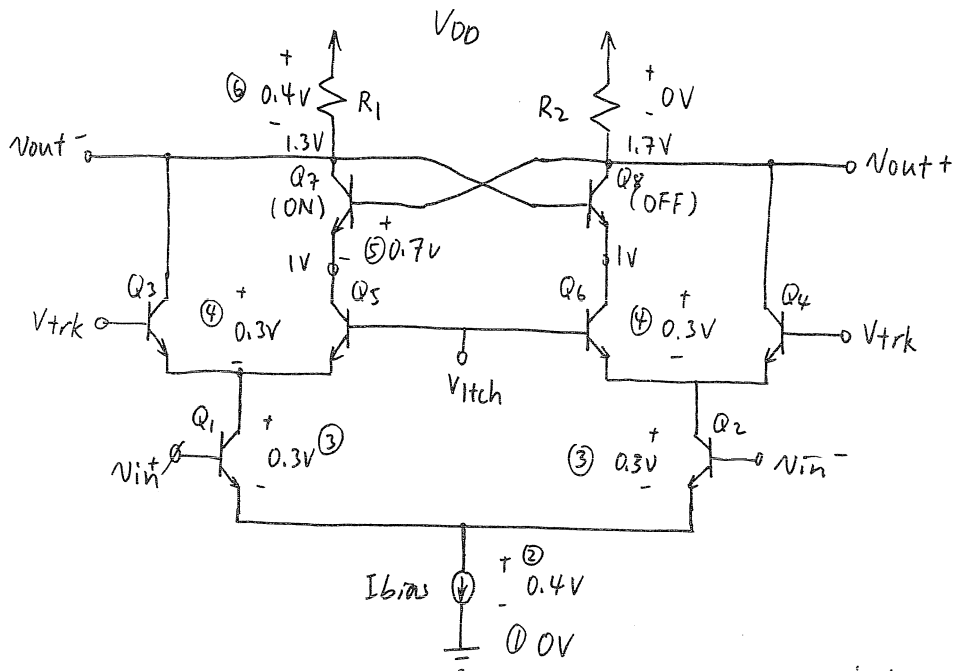 VDD
+
⑥ 0.4V R1
-
R2
+
0V
-
Vout-
1.3V
1.7V
Vout+
Q7
(ON)
Q8
(OFF)
+
⑤ 0.7V
-
1V
1V
Q3
Vtrk
+
④ 0.3V
-
Q5
Q6
+
④ 0.3V
-
Q4
Vtrk
Vltch
Q1
Vin+
+
0.3V ③
-
+
③ 0.3V
-
Q2
Vin-
Ibias
+ ②
0.4V
-
① 0V